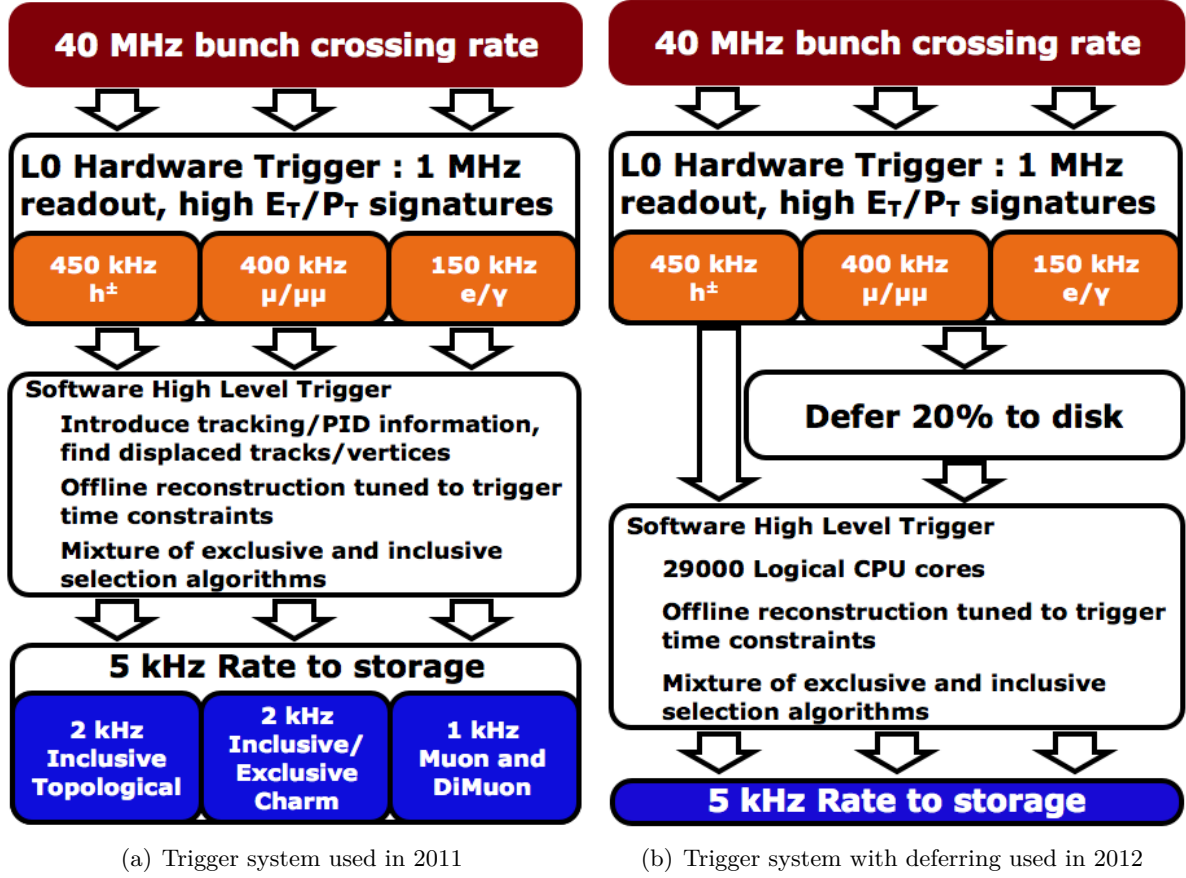 40 MHz bunch crossing rate
L0 Hardware Trigger : 1 MHz
readout, high E_T/P_T signatures
450 kHz
h±
400 kHz
μ/μμ
150 kHz
e/γ
Software High Level Trigger
Introduce tracking/PID information,
find displaced tracks/vertices
Offline reconstruction tuned to trigger
time constraints
Mixture of exclusive and inclusive
selection algorithms
5 kHz Rate to storage
2 kHz
Inclusive
Topological
2 kHz
Inclusive/
Exclusive
Charm
1 kHz
Muon and
DiMuon
(a) Trigger system used in 2011
40 MHz bunch crossing rate
L0 Hardware Trigger : 1 MHz
readout, high E_T/P_T signatures
450 kHz
h±
400 kHz
μ/μμ
150 kHz
e/γ
Defer 20% to disk
Software High Level Trigger
29000 Logical CPU cores
Offline reconstruction tuned to trigger
time constraints
Mixture of exclusive and inclusive
selection algorithms
5 kHz Rate to storage
(b) Trigger system with deferring used in 2012